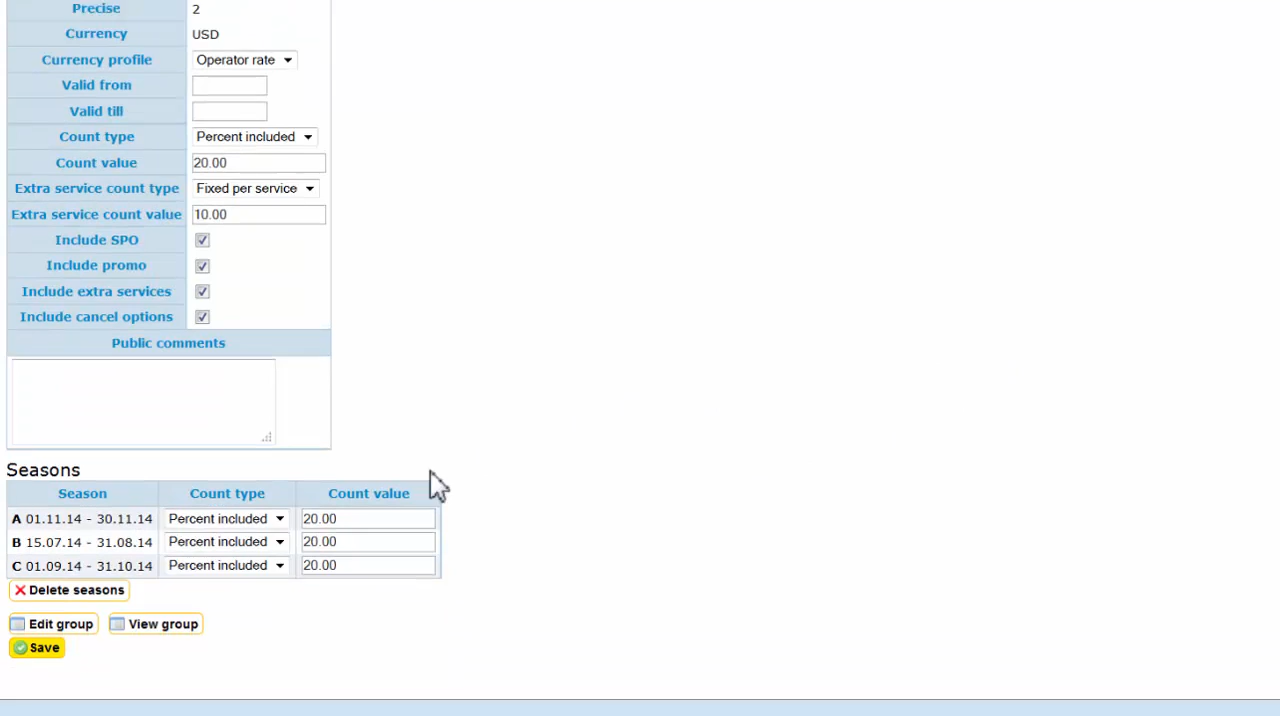 Precise 2
Currency USD
Currency profile Operator rate
Valid from
Valid till
Count type Percent included
Count value 20.00
Extra service count type Fixed per service
Extra service count value 10.00
Include SPO
Include promo
Include extra services
Include cancel options
Public comments
Seasons
Season Count type Count value
A 01.11.14 - 30.11.14 Percent included 20.00
B 15.07.14 - 31.08.14 Percent included 20.00
C 01.09.14 - 31.10.14 Percent included 20.00
Delete seasons
Edit group View group
Save